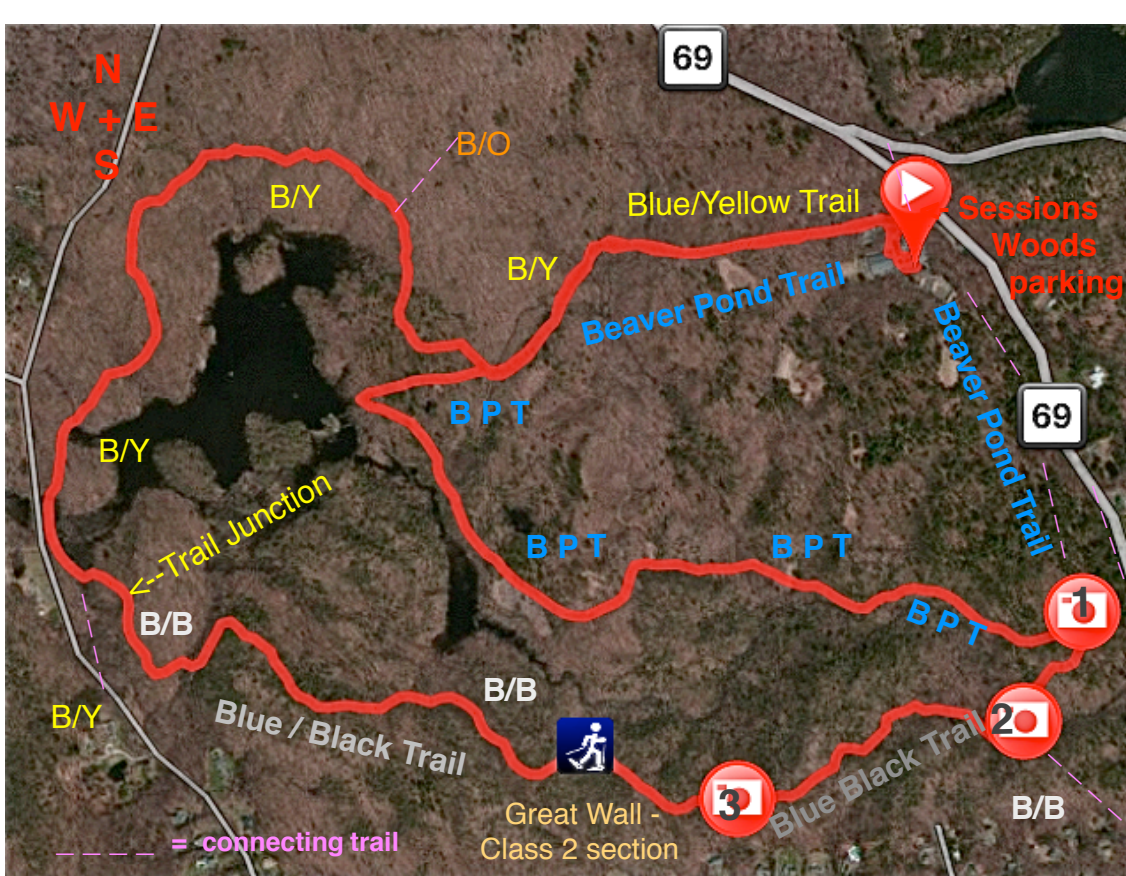 69
N
W + E
S
B/O
B/Y
Blue/Yellow Trail
Sessions
Woods
parking
B/Y
Beaver Pond Trail
Beaver Pond Trail
69
B P T
B/Y
<--Trail Junction
B P T
B P T
1
B P T
B/B
B/B
B/Y
Blue / Black Trail
2
Blue Black Trail
3
B/B
Great Wall -
Class 2 section
= connecting trail